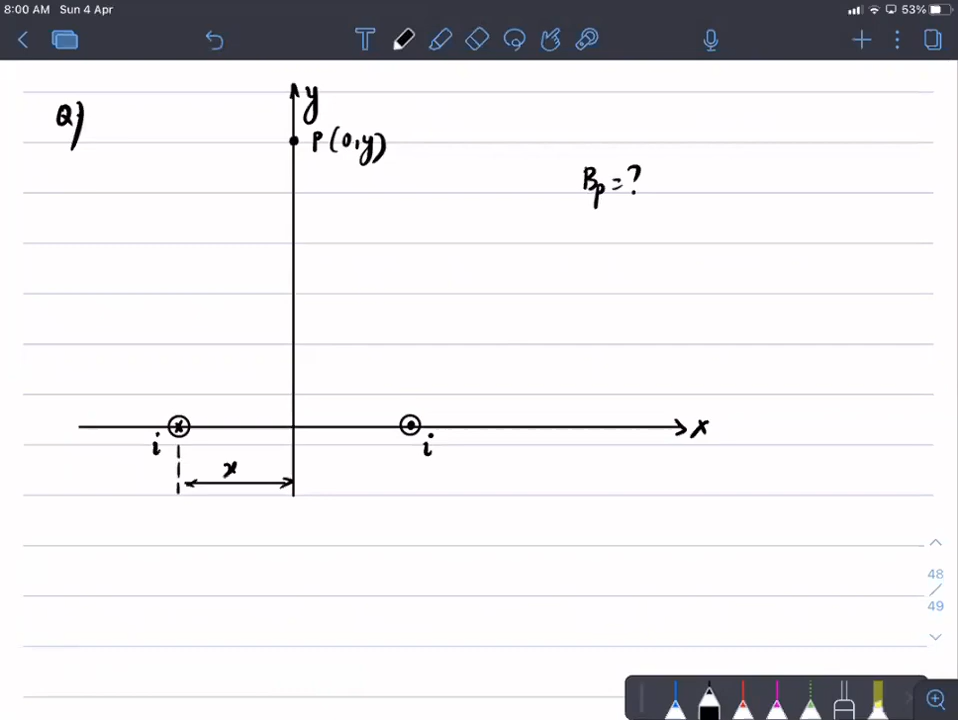 8:00 AM Sun 4 Apr 53%
T
Q)
y
P(0,y)
Bp=?
x
i
i
x
48
49